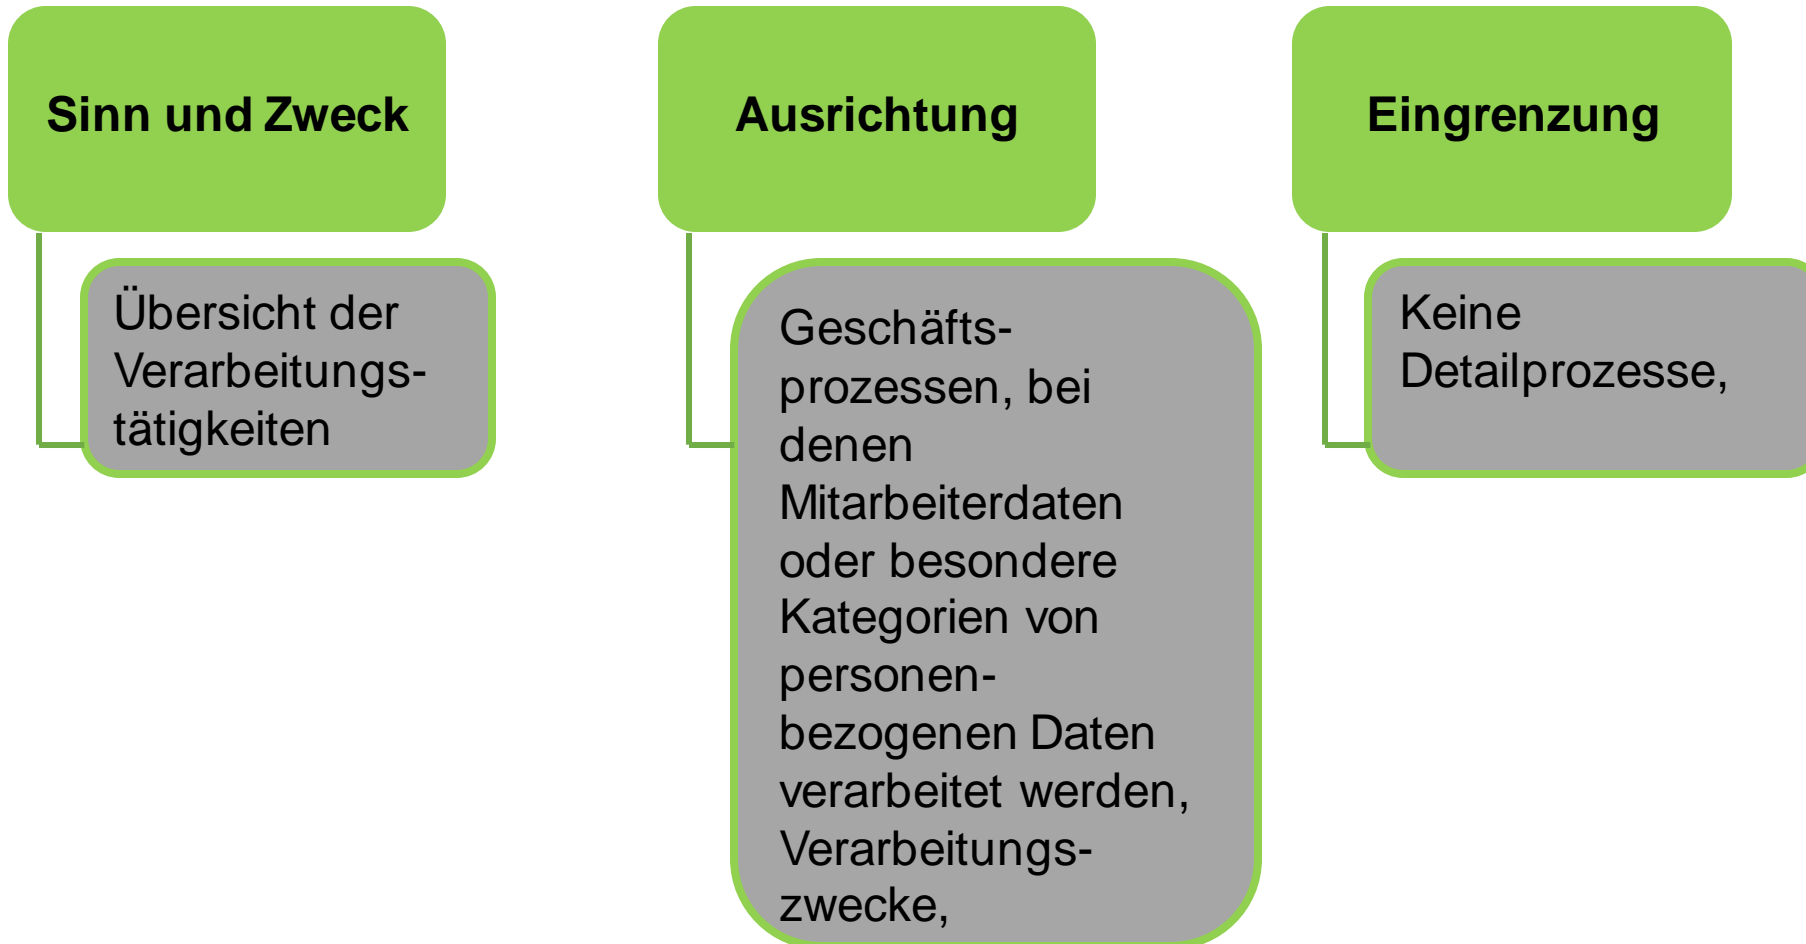 Sinn und Zweck
Übersicht der
Verarbeitungs-
tätigkeiten
Ausrichtung
Geschäfts-
prozessen, bei
denen
Mitarbeiterdaten
oder besondere
Kategorien von
personen-
bezogenen Daten
verarbeitet werden,
Verarbeitungs-
zwecke,
Eingrenzung
Keine
Detailprozesse,